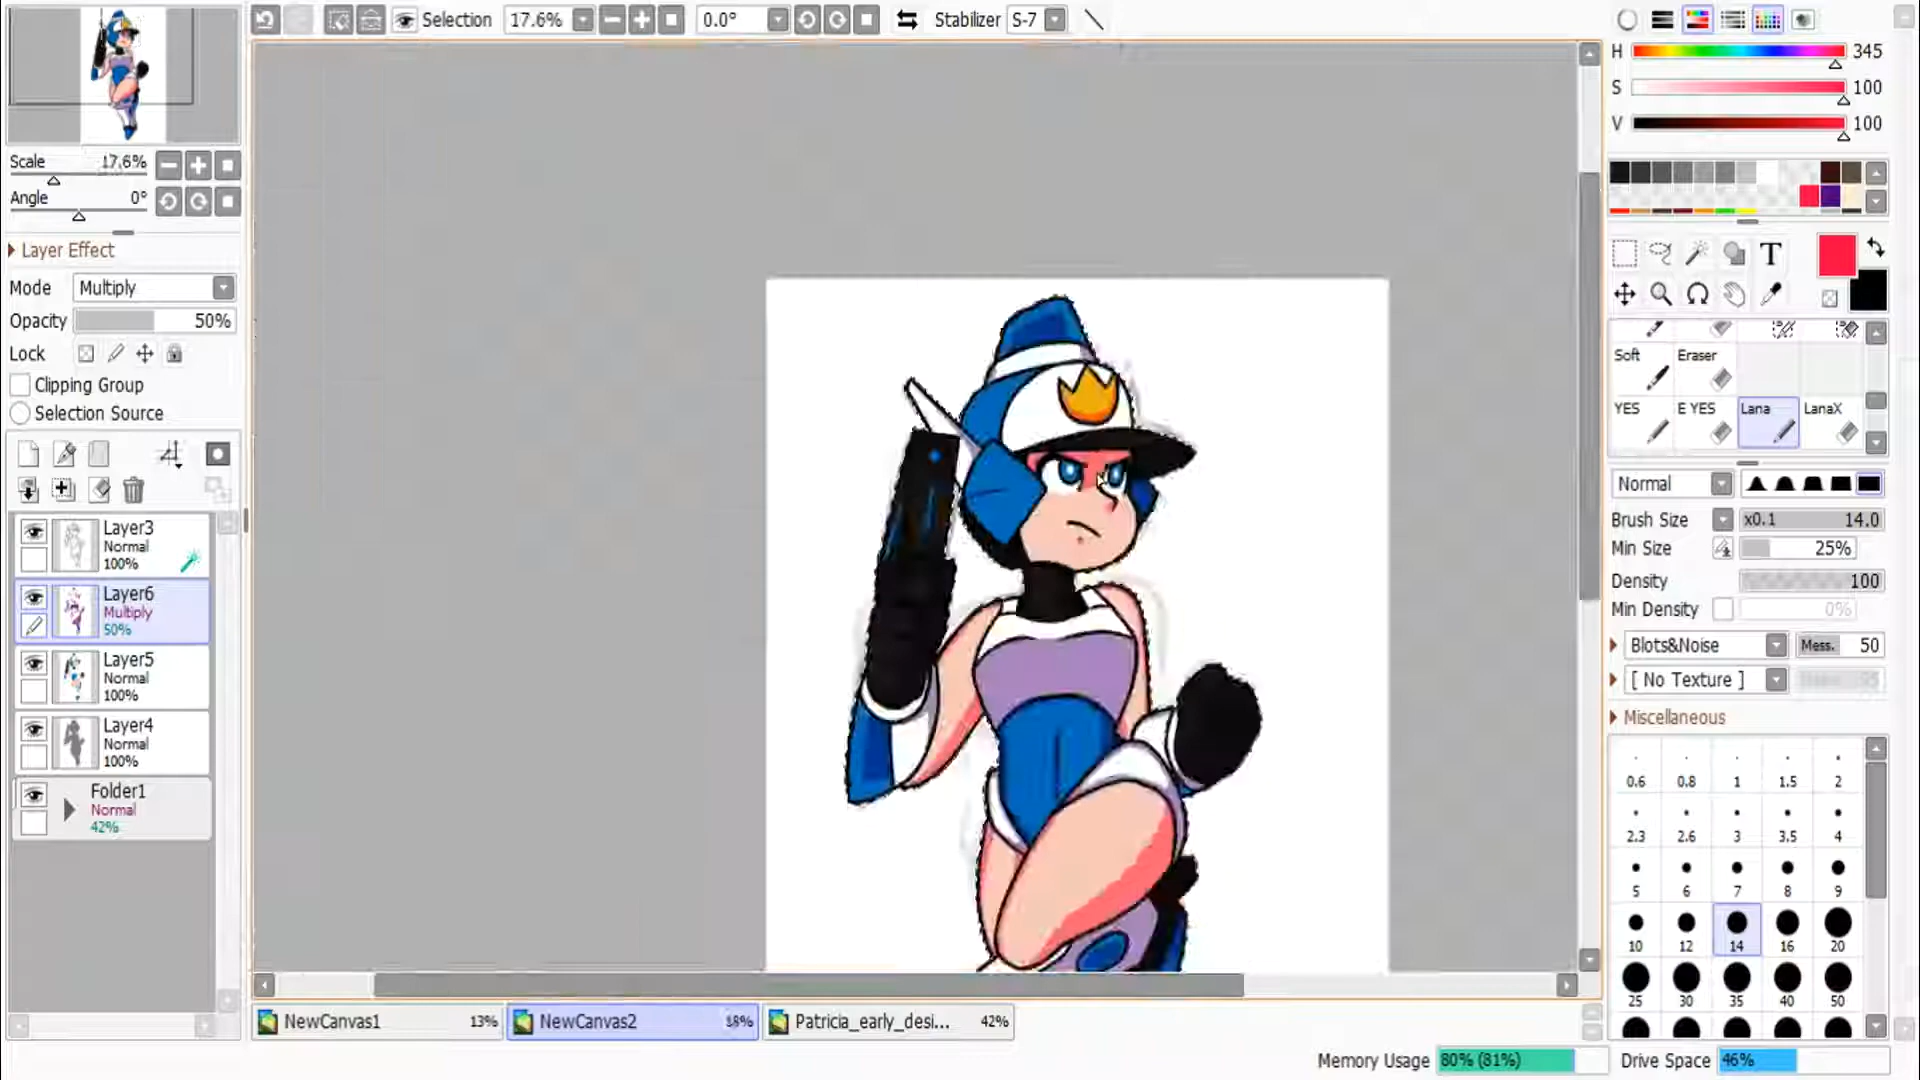 Selection 17.6% 0.0° Stabilizer S-7
H 345
S 100
V 100
Scale 17.6%
Angle 0°
Layer Effect
Mode Multiply
Opacity 50%
Lock
Clipping Group
Selection Source
Layer3
Normal
100%
Layer6
Multiply
50%
Layer5
Normal
100%
Layer4
Normal
100%
Folder1
Normal
42%
T
Soft Eraser
YES E YES Lana LanaX
Normal
Brush Size x0.1 14.0
Min Size 25%
Density 100
Min Density 0%
Blots&Noise Mess. 50
[ No Texture ]
Miscellaneous
0.6 0.8 1 1.5 2
2.3 2.6 3 3.5 4
5 6 7 8 9
10 12 14 16 20
25 30 35 40 50
NewCanvas1 13% NewCanvas2 18% Patricia_early_desi... 42%
Memory Usage 80% (81%) Drive Space 46%